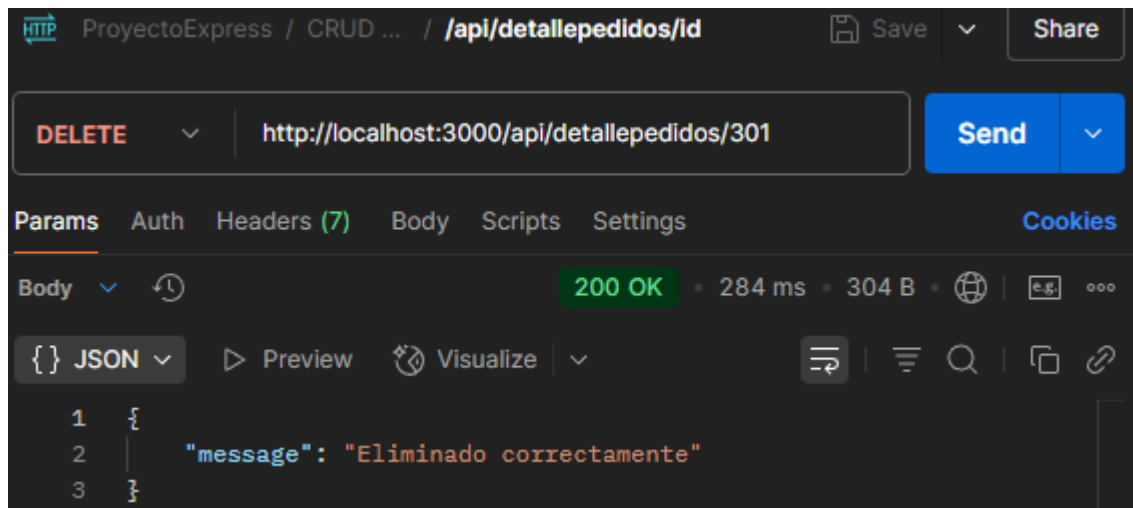 HTTP ProyectoExpress / CRUD ... / /api/detallepedidos/id Save Share
DELETE http://localhost:3000/api/detallepedidos/301 Send
Params Auth Headers (7) Body Scripts Settings Cookies
Body 200 OK • 284 ms • 304 B e.g. ooo
{} JSON Preview Visualize
1 {
2 "message": "Eliminado correctamente"
3 }